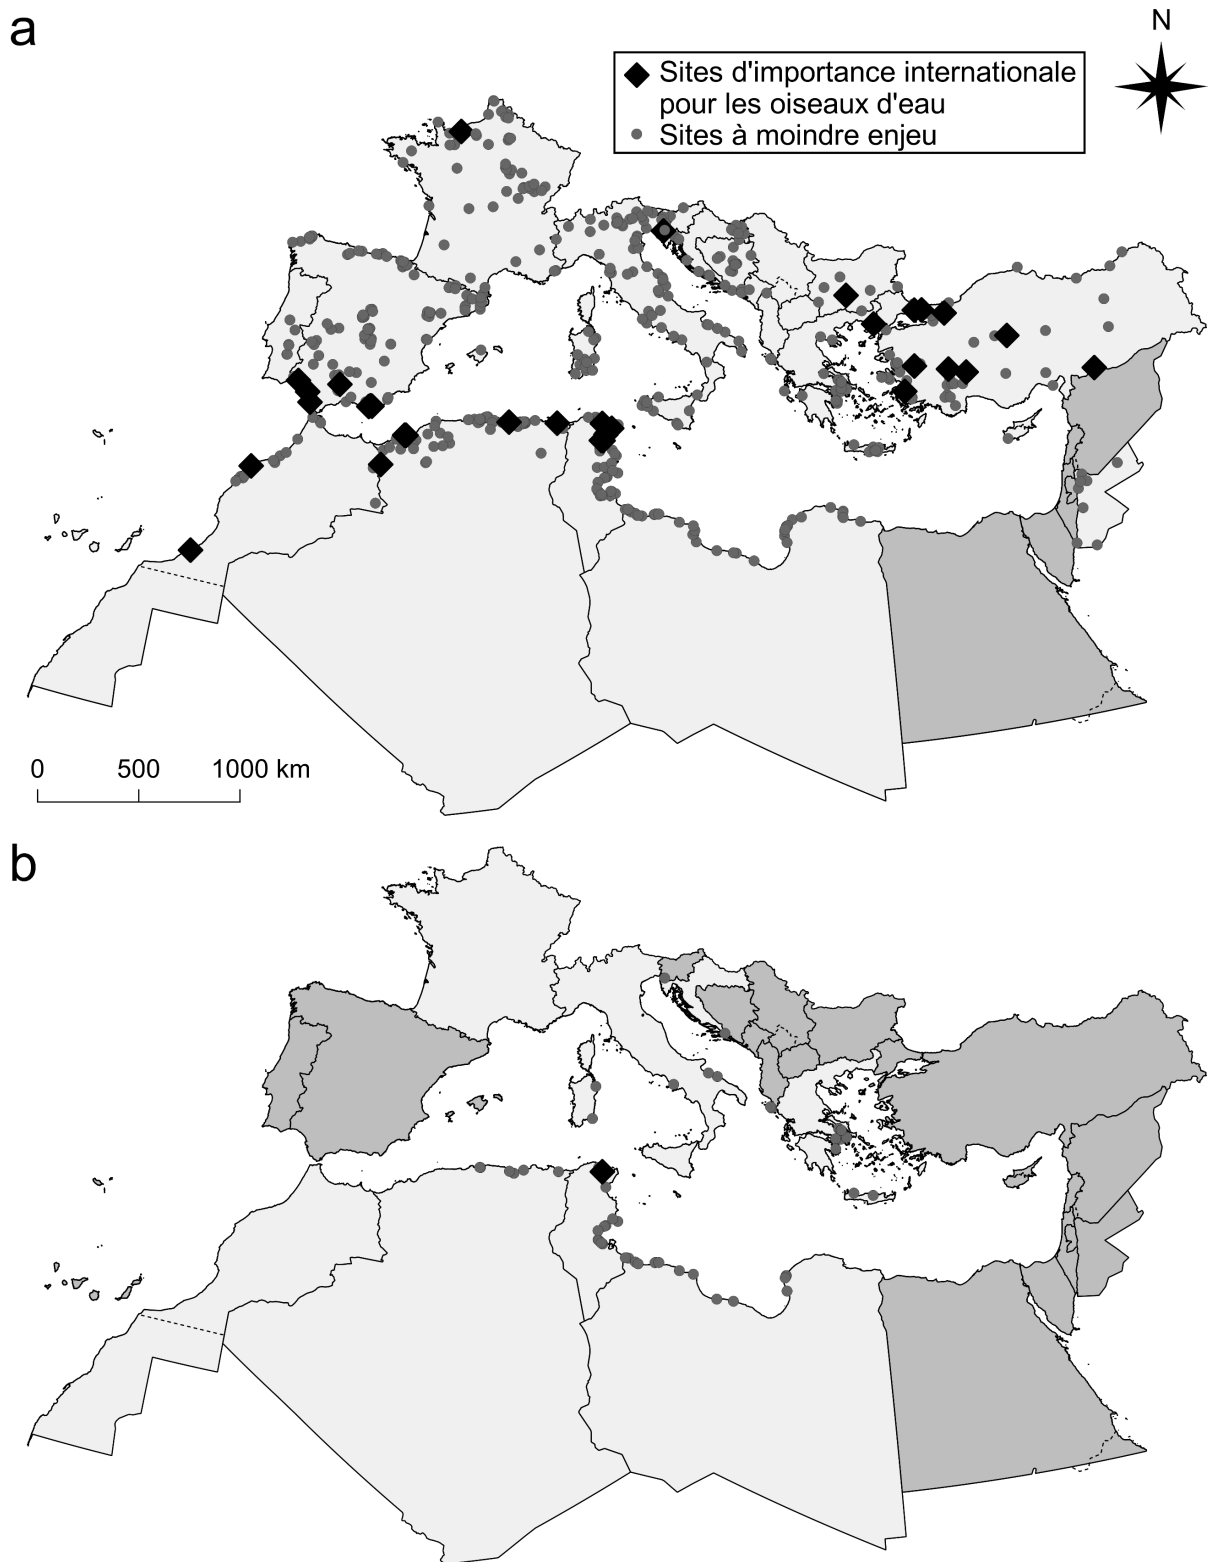 a
N
Sites d'importance internationale
pour les oiseaux d'eau
Sites à moindre enjeu
0 500 1000 km
b